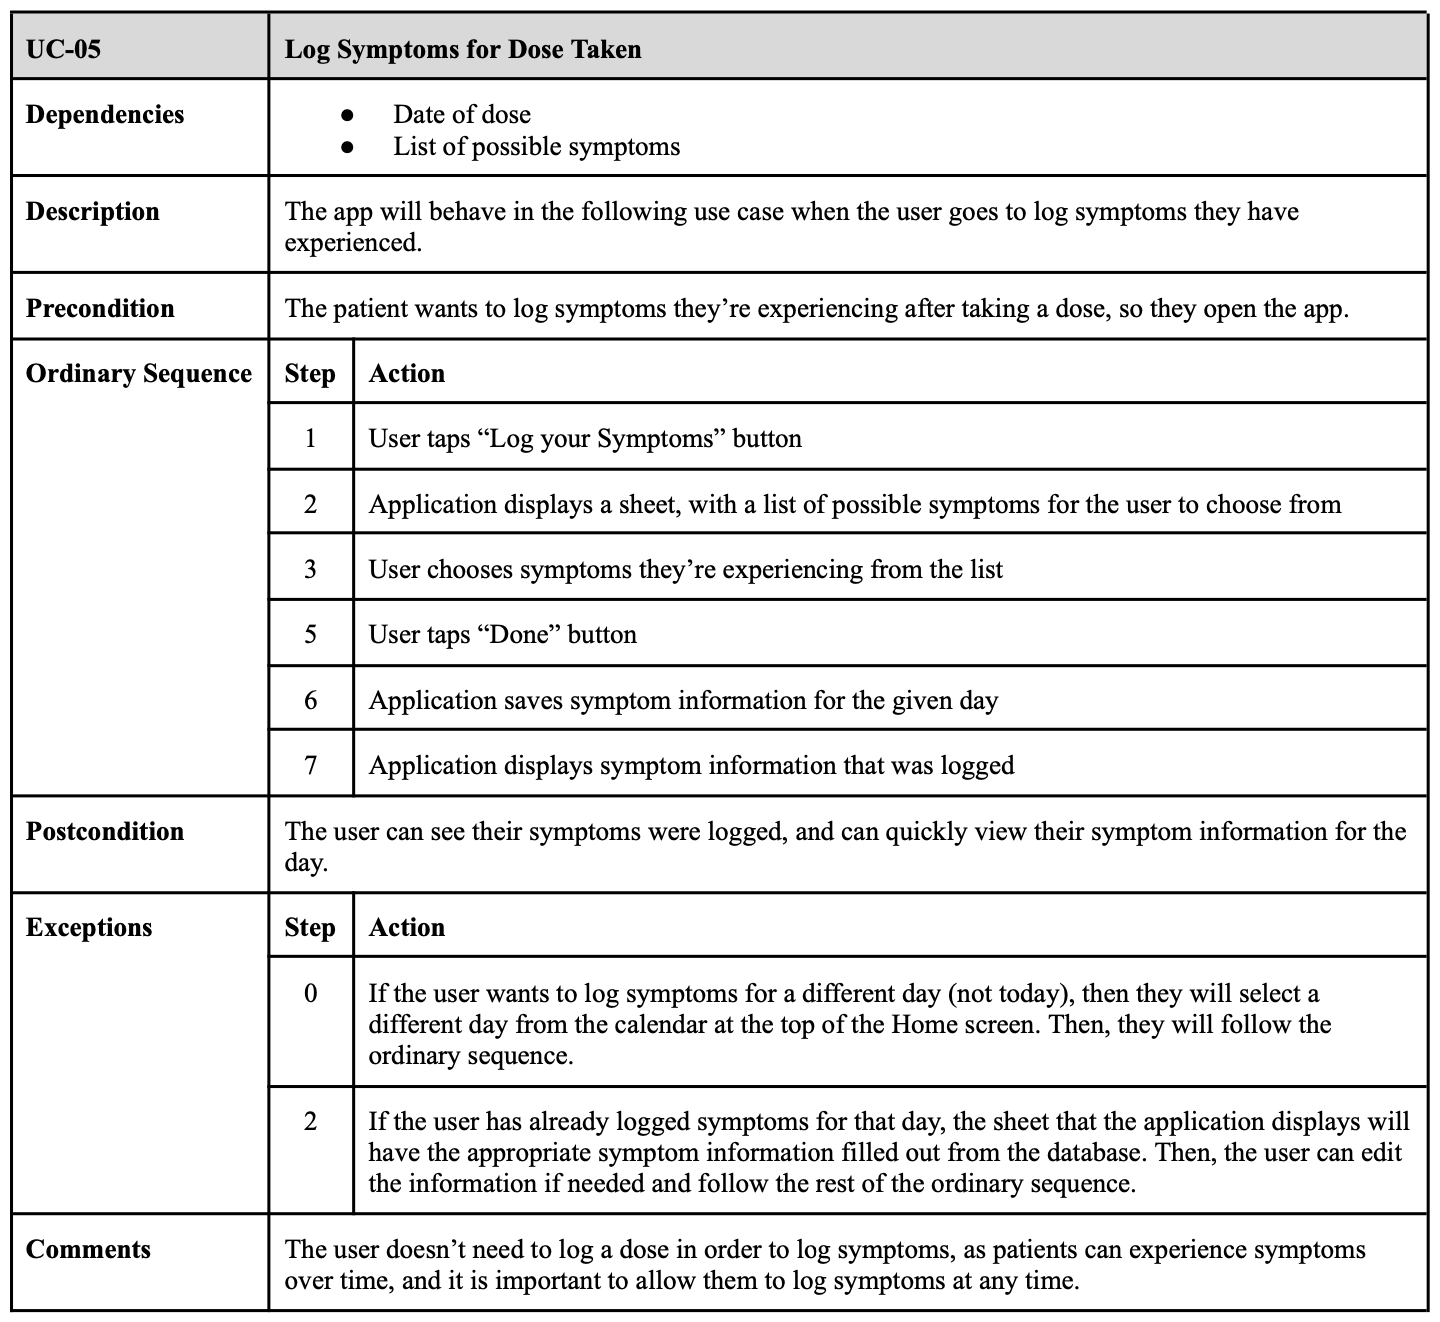 UC-05 Log Symptoms for Dose Taken
Dependencies
● Date of dose
● List of possible symptoms
Description
The app will behave in the following use case when the user goes to log symptoms they have
experienced.
Precondition
The patient wants to log symptoms they’re experiencing after taking a dose, so they open the app.
Ordinary Sequence
Step Action
1 User taps “Log your Symptoms” button
2 Application displays a sheet, with a list of possible symptoms for the user to choose from
3 User chooses symptoms they’re experiencing from the list
5 User taps “Done” button
6 Application saves symptom information for the given day
7 Application displays symptom information that was logged
Postcondition
The user can see their symptoms were logged, and can quickly view their symptom information for the
day.
Exceptions
Step Action
0 If the user wants to log symptoms for a different day (not today), then they will select a
different day from the calendar at the top of the Home screen. Then, they will follow the
ordinary sequence.
2 If the user has already logged symptoms for that day, the sheet that the application displays will
have the appropriate symptom information filled out from the database. Then, the user can edit
the information if needed and follow the rest of the ordinary sequence.
Comments
The user doesn’t need to log a dose in order to log symptoms, as patients can experience symptoms
over time, and it is important to allow them to log symptoms at any time.